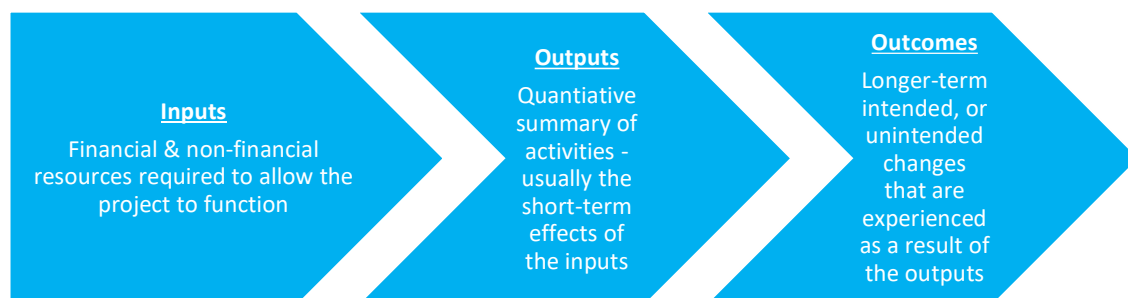 Inputs
Financial & non-financial
resources required to allow the
project to function
Outputs
Quantiative
summary of
activities -
usually the
short-term
effects of
the inputs
Outcomes
Longer-term
intended, or
unintended
changes
that are
experienced
as a result of
the outputs